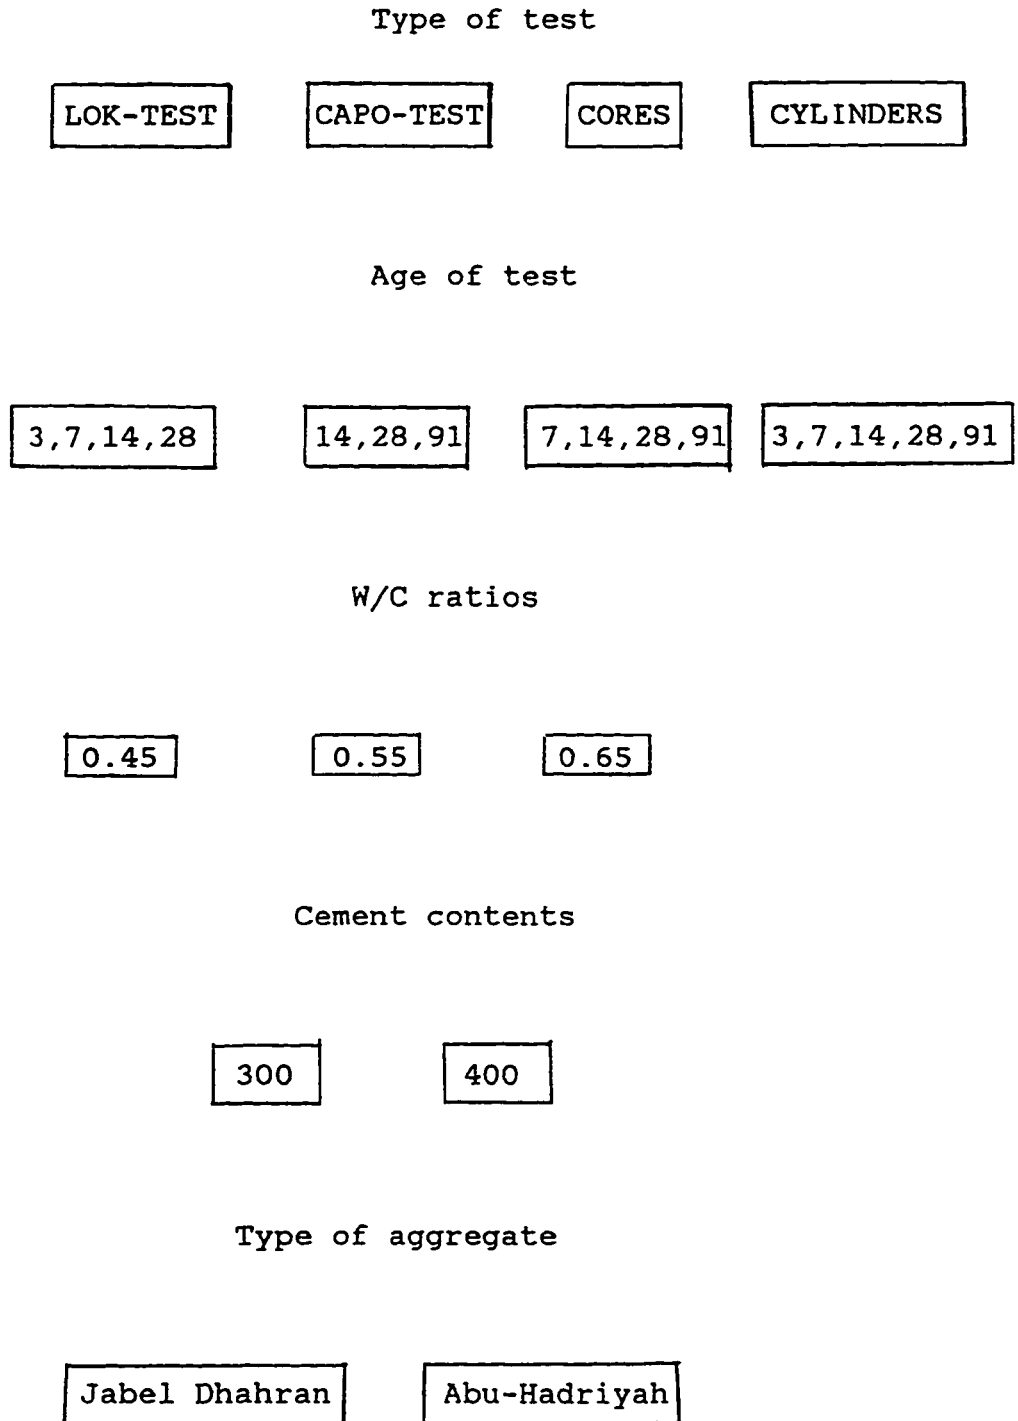 Type of test
LOK-TEST CAPO-TEST CORES CYLINDERS
Age of test
3,7,14,28 14,28,91 7,14,28,91 3,7,14,28,91
W/C ratios
0.45 0.55 0.65
Cement contents
300 400
Type of aggregate
Jabel Dhahran Abu-Hadriyah